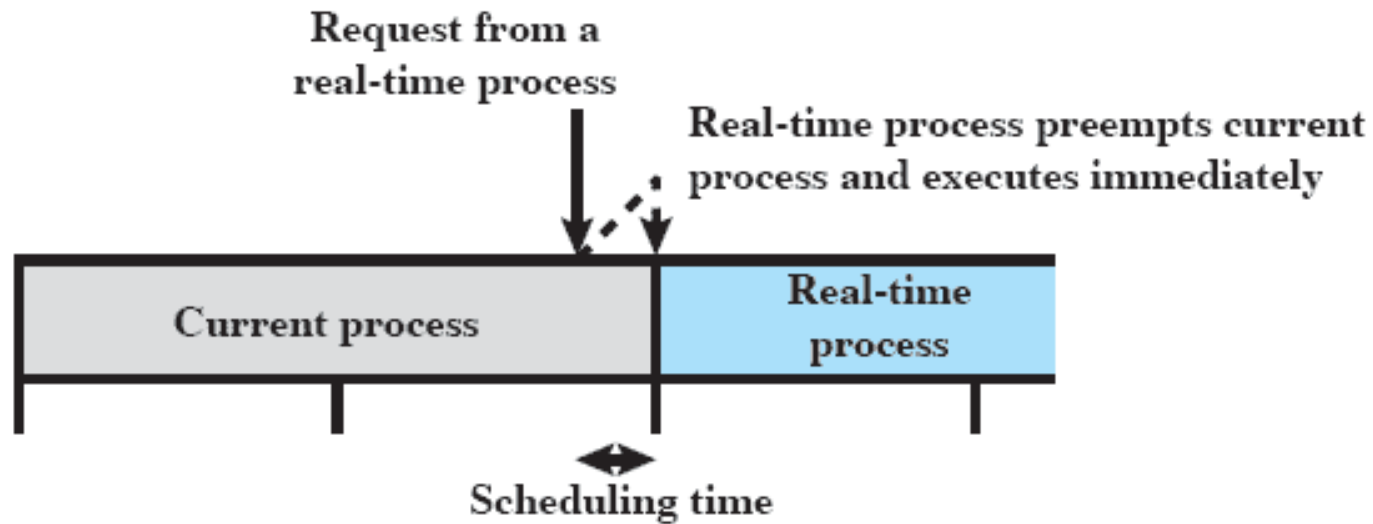 Request from a
real-time process
Real-time process preempts current
process and executes immediately
Current process
Real-time
process
Scheduling time